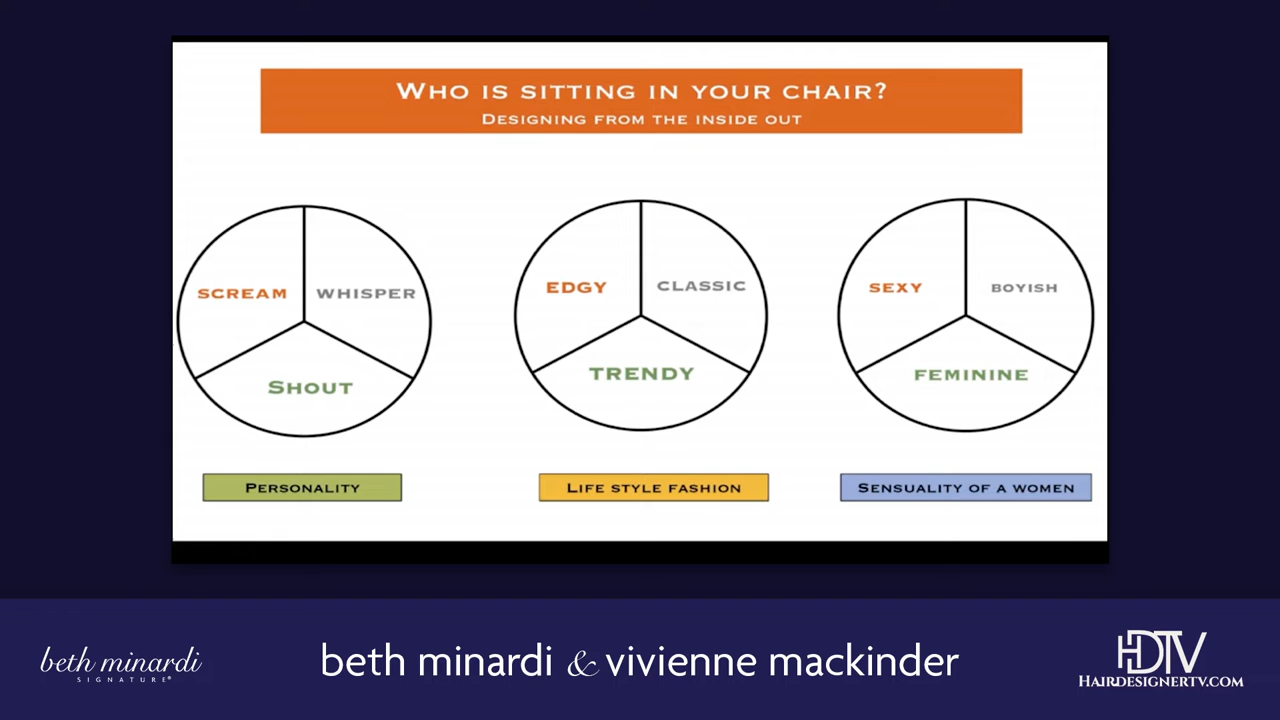 WHO IS SITTING IN YOUR CHAIR?
DESIGNING FROM THE INSIDE OUT
SCREAM
WHISPER
SHOUT
EDGY
CLASSIC
TRENDY
SEXY
BOYISH
FEMININE
PERSONALITY
LIFE STYLE FASHION
SENSUALITY OF A WOMEN
beth minardi
SIGNATURE®
beth minardi & vivienne mackinder
HDTV
HAIRDESIGNERTV.COM